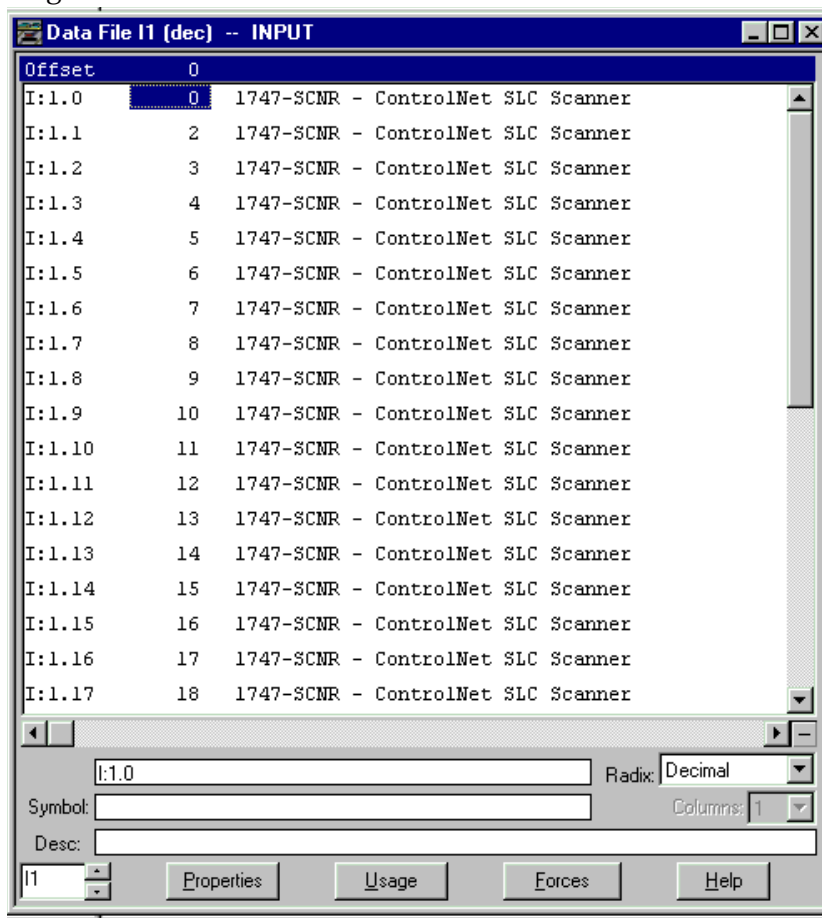 Data File I1 (dec) -- INPUT
Offset 0
I:1.0 0 1747-SCNR - ControlNet SLC Scanner
I:1.1 2 1747-SCNR - ControlNet SLC Scanner
I:1.2 3 1747-SCNR - ControlNet SLC Scanner
I:1.3 4 1747-SCNR - ControlNet SLC Scanner
I:1.4 5 1747-SCNR - ControlNet SLC Scanner
I:1.5 6 1747-SCNR - ControlNet SLC Scanner
I:1.6 7 1747-SCNR - ControlNet SLC Scanner
I:1.7 8 1747-SCNR - ControlNet SLC Scanner
I:1.8 9 1747-SCNR - ControlNet SLC Scanner
I:1.9 10 1747-SCNR - ControlNet SLC Scanner
I:1.10 11 1747-SCNR - ControlNet SLC Scanner
I:1.11 12 1747-SCNR - ControlNet SLC Scanner
I:1.12 13 1747-SCNR - ControlNet SLC Scanner
I:1.13 14 1747-SCNR - ControlNet SLC Scanner
I:1.14 15 1747-SCNR - ControlNet SLC Scanner
I:1.15 16 1747-SCNR - ControlNet SLC Scanner
I:1.16 17 1747-SCNR - ControlNet SLC Scanner
I:1.17 18 1747-SCNR - ControlNet SLC Scanner
I:1.0 Radix: Decimal
Symbol: Columns: 1
Desc:
I1 Properties Usage Forces Help